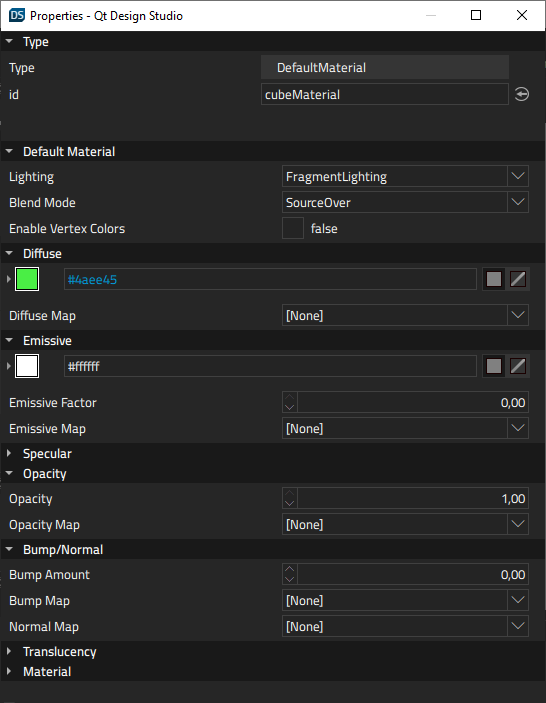 DS Properties - Qt Design Studio
Type
Type DefaultMaterial
id cubeMaterial
Default Material
Lighting FragmentLighting
Blend Mode SourceOver
Enable Vertex Colors false
Diffuse
#4aee45
Diffuse Map [None]
Emissive
#ffffff
Emissive Factor 0,00
Emissive Map [None]
Specular
Opacity
Opacity 1,00
Opacity Map [None]
Bump/Normal
Bump Amount 0,00
Bump Map [None]
Normal Map [None]
Translucency
Material